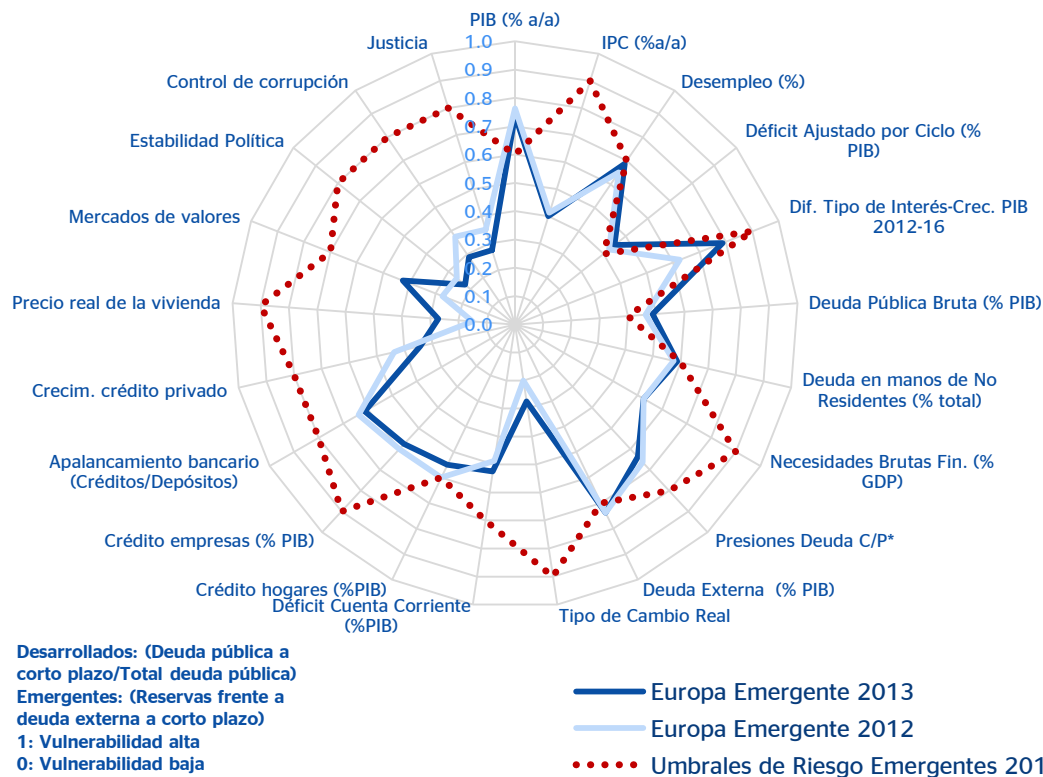 PIB (% a/a)
IPC (%a/a)
Desempleo (%)
Déficit Ajustado por Ciclo (%
PIB)
Dif. Tipo de Interés-Crec. PIB
2012-16
Deuda Pública Bruta (% PIB)
Deuda en manos de No
Residentes (% total)
Necesidades Brutas Fin. (%
GDP)
Presiones Deuda C/P*
Deuda Externa (% PIB)
Tipo de Cambio Real
Déficit Cuenta Corriente
(%PIB)
Crédito hogares (%PIB)
Crédito empresas (% PIB)
Apalancamiento bancario
(Créditos/Depósitos)
Crecim. crédito privado
Precio real de la vivienda
Mercados de valores
Estabilidad Política
Control de corrupción
Justicia
1.0
0.9
0.8
0.7
0.6
0.5
0.4
0.3
0.2
0.1
0.0
Desarrollados: (Deuda pública a
corto plazo/Total deuda pública)
Emergentes: (Reservas frente a
deuda externa a corto plazo)
1: Vulnerabilidad alta
0: Vulnerabilidad baja
Europa Emergente 2013
Europa Emergente 2012
Umbrales de Riesgo Emergentes 201